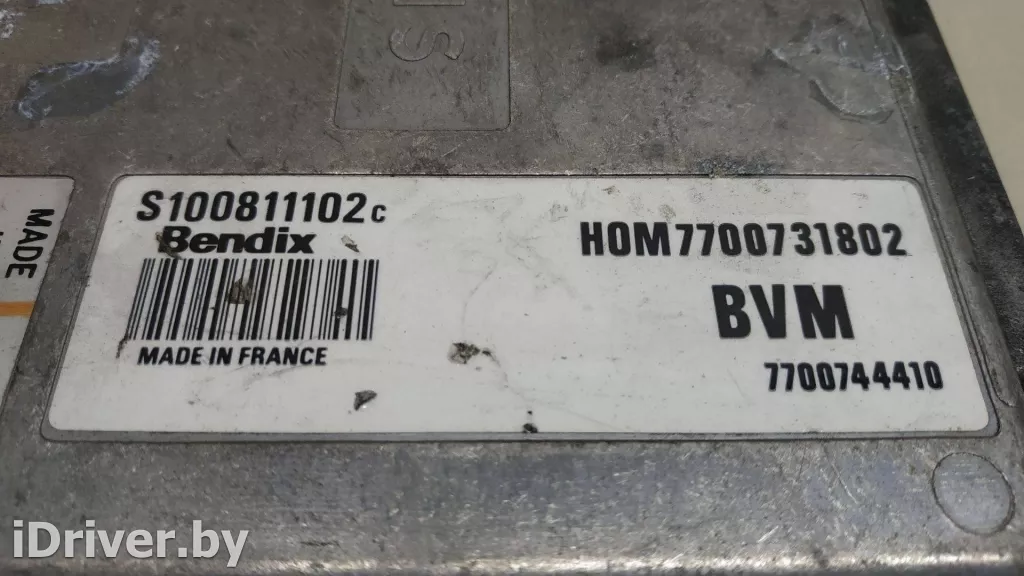 S
MADE
S100811102c
Bendix
MADE IN FRANCE
HOM7700731802
BVM
7700744410
iDriver.by